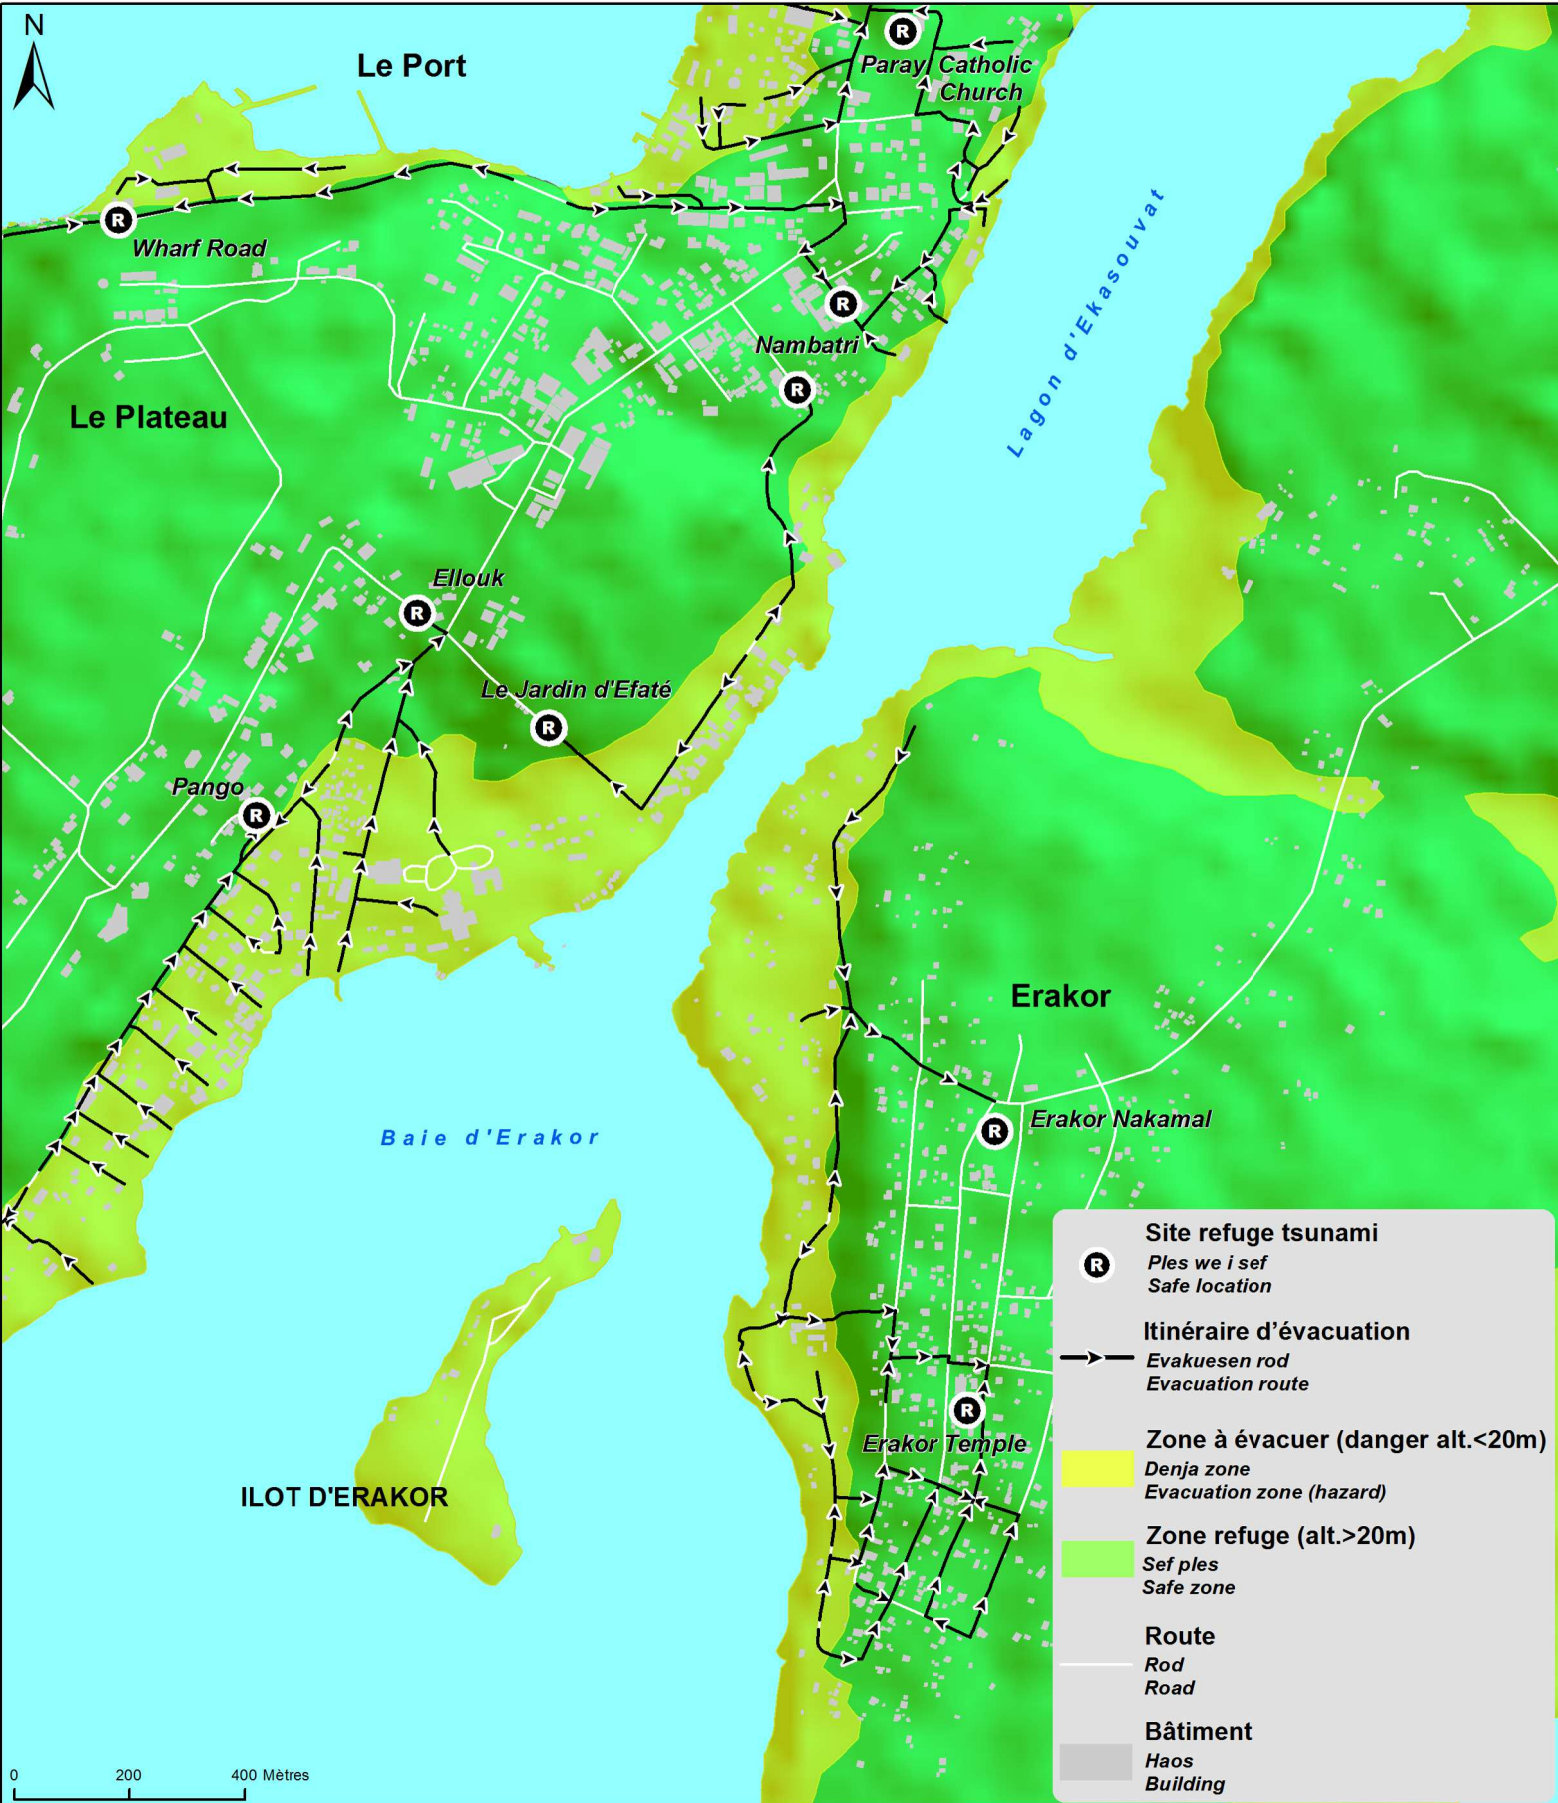 N
Le Port
R
Paray Catholic
Church
R
Wharf Road
Lagon d'Ekasouvat
R
Nambatri
R
Le Plateau
Ellouk
R
Le Jardin d'Efaté
R
Pango
R
Erakor
Erakor Nakamal
R
Baie d'Erakor
R
Erakor Temple
ILOT D'ERAKOR
Site refuge tsunami
R
Ples we i sef
Safe location
Itinéraire d'évacuation
Evakuesen rod
Evacuation route
Zone à évacuer (danger alt.<20m)
Denja zone
Evacuation zone (hazard)
Zone refuge (alt.>20m)
Sef ples
Safe zone
Route
Rod
Road
Bâtiment
Haos
Building
0 200 400 Mètres